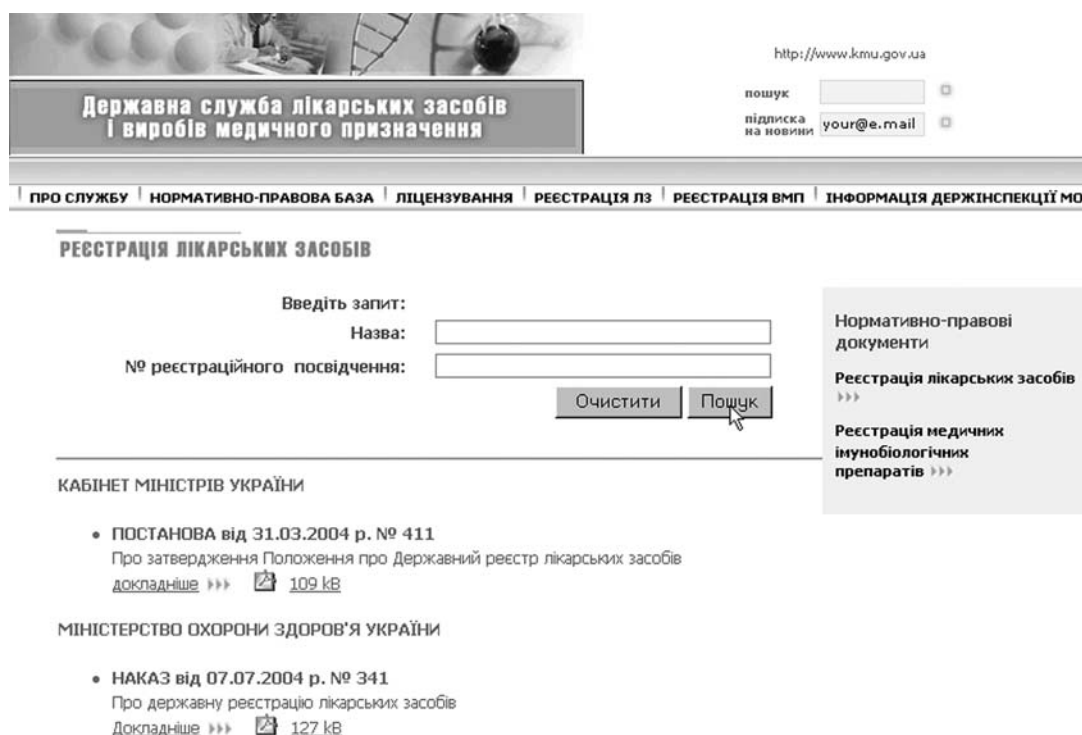 http://www.kmu.gov.ua
Державна служба лікарських засобів
і виробів медичного призначення
пошук
підписка
на новини
your@e.mail
ПРО СЛУЖБУ НОРМАТИВНО-ПРАВОВА БАЗА ЛІЦЕНЗУВАННЯ РЕЄСТРАЦІЯ ЛЗ РЕЄСТРАЦІЯ ВМП ІНФОРМАЦІЯ ДЕРЖІНСПЕКЦІЇ МО
РЕЄСТРАЦІЯ ЛІКАРСЬКИХ ЗАСОБІВ
Введіть запит:
Назва:
№ реєстраційного посвідчення:
Очистити Пошук
Нормативно-правові
документи
Реєстрація лікарських засобів
Реєстрація медичних
імунобіологічних
препаратів
КАБІНЕТ МІНІСТРІВ УКРАЇНИ
ПОСТАНОВА від 31.03.2004 р. № 411
Про затвердження Положення про Державний реєстр лікарських засобів
докладніше 109 kB
МІНІСТЕРСТВО ОХОРОНИ ЗДОРОВ'Я УКРАЇНИ
НАКАЗ від 07.07.2004 р. № 341
Про державну реєстрацію лікарських засобів
Докладніше 127 kB